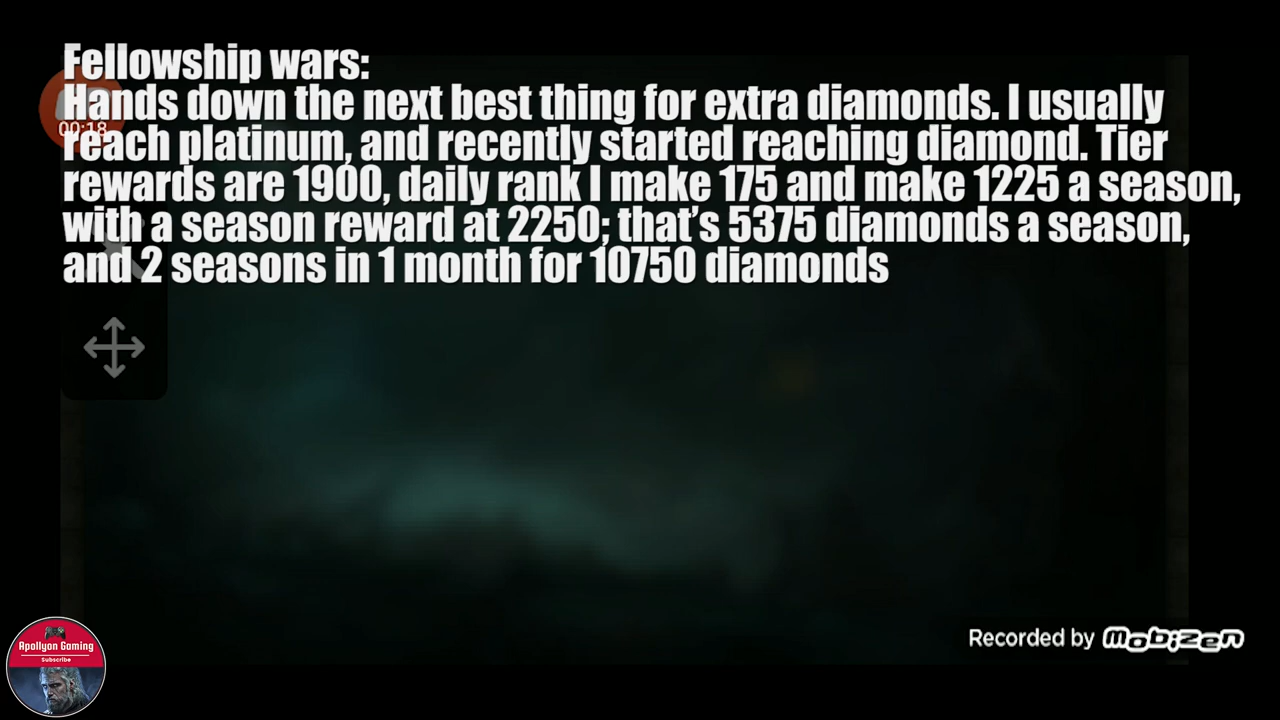 Fellowship wars:
Hands down the next best thing for extra diamonds. I usually
00:18
reach platinum, and recently started reaching diamond. Tier
rewards are 1900, daily rank I make 175 and make 1225 a season,
with a season reward at 2250; that's 5375 diamonds a season,
and 2 seasons in 1 month for 10750 diamonds
Recorded by Mobizen
Apollyon Gaming
Subscribe